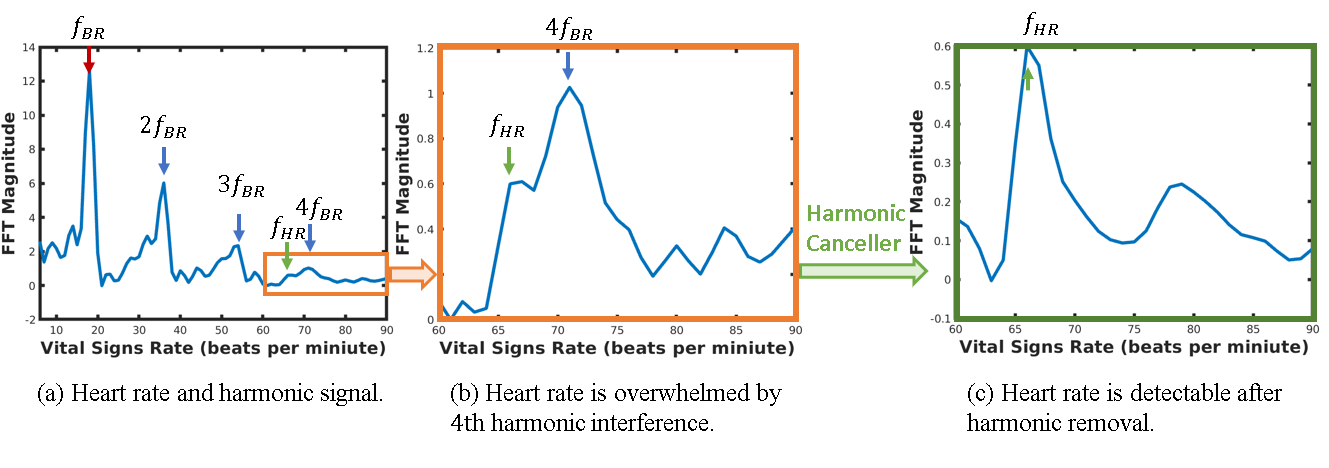 f_BR
14
12
10
8
6
4
2
0
-2
FFT Magnitude
2f_BR
3f_BR
f_HR
4f_BR
10 20 30 40 50 60 70 80 90
Vital Signs Rate (beats per miniute)
(a) Heart rate and harmonic signal.
4f_BR
1.2
1
0.8
0.6
0.4
0.2
0
FFT Magnitude
f_HR
60 65 70 75 80 85 90
Vital Signs Rate (beats per miniute)
(b) Heart rate is overwhelmed by
4th harmonic interference.
Harmonic
Canceller
f_HR
0.6
0.5
0.4
0.3
0.2
0.1
0
-0.1
FFT Magnitude
60 65 70 75 80 85 90
Vital Signs Rate (beats per miniute)
(c) Heart rate is detectable after
harmonic removal.